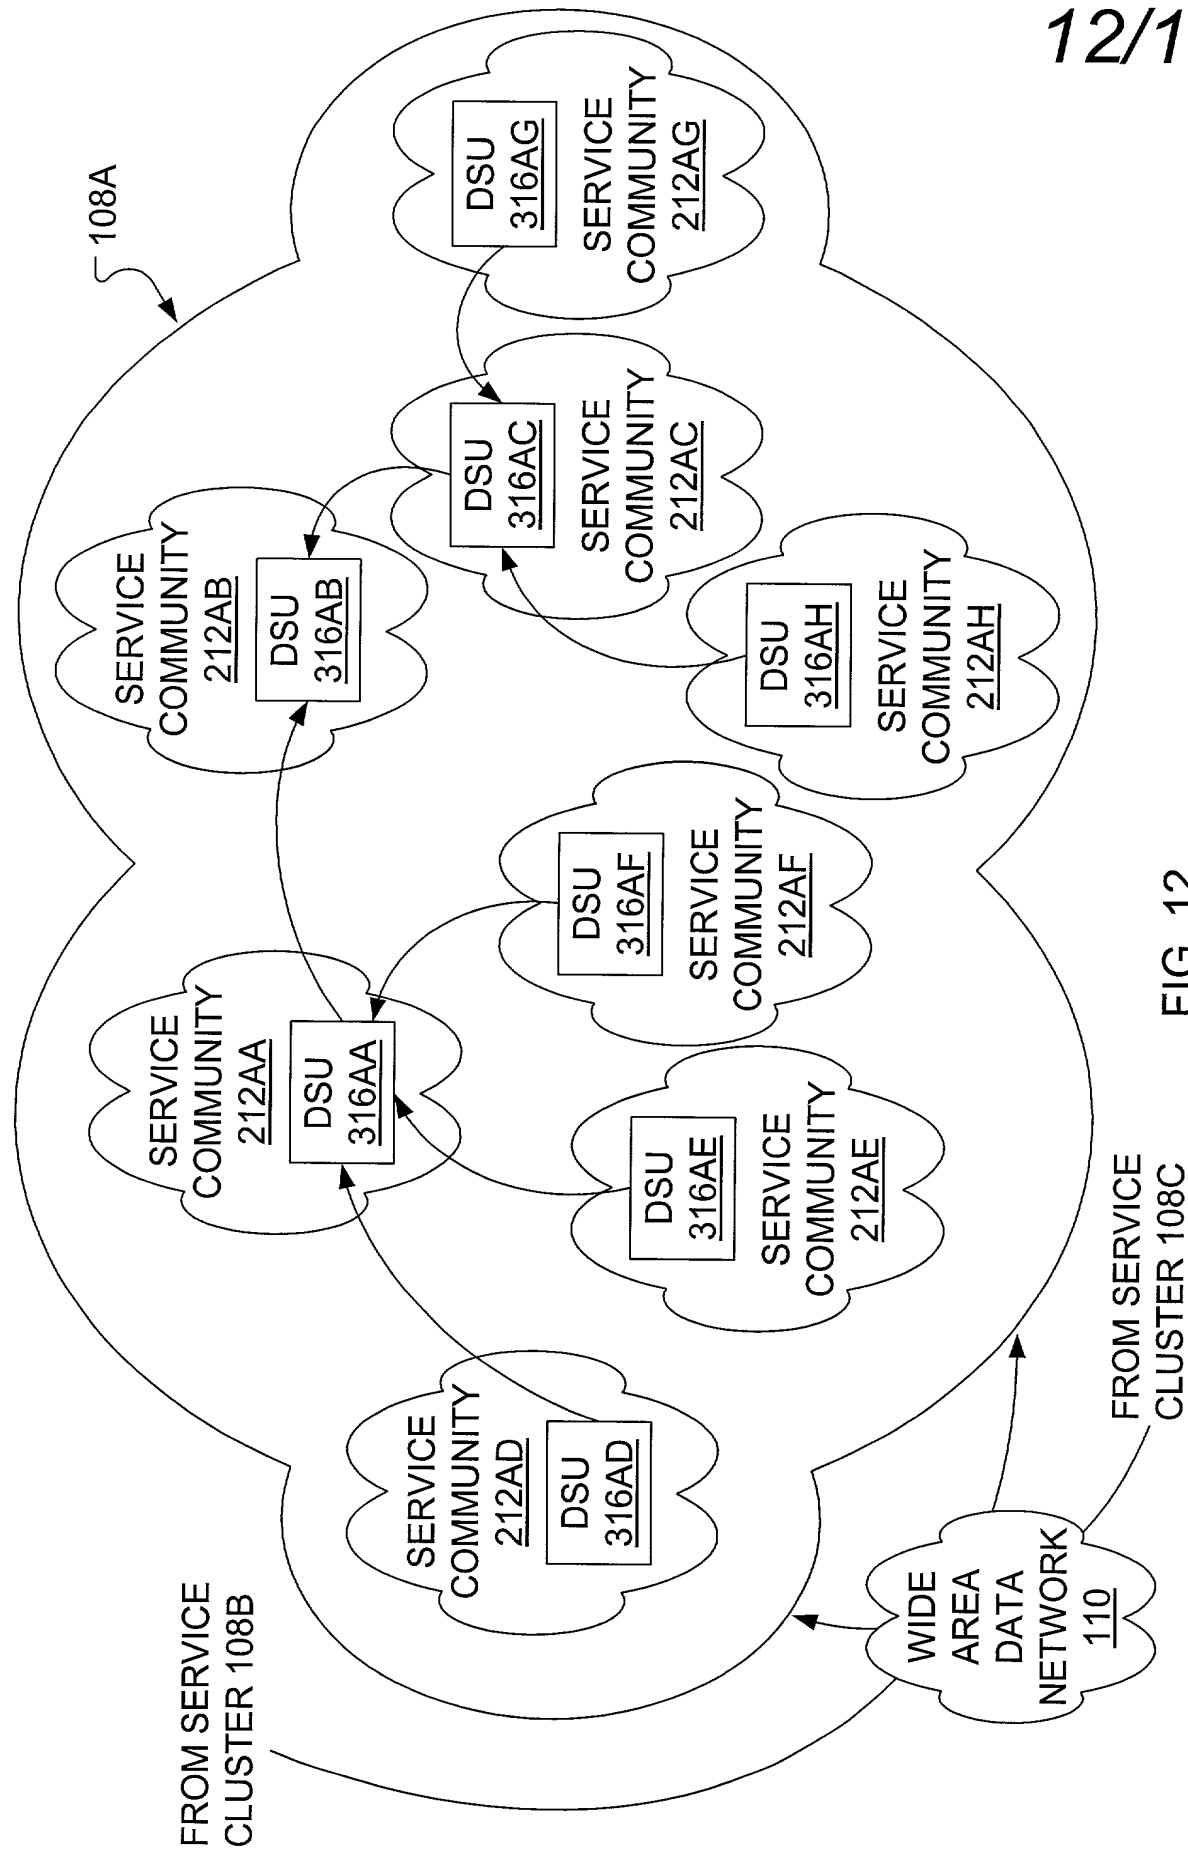 12/1
108A
SERVICE
COMMUNITY
212AB
DSU
316AB
DSU
316AG
SERVICE
COMMUNITY
212AG
DSU
316AC
SERVICE
COMMUNITY
212AC
DSU
316AH
SERVICE
COMMUNITY
212AH
SERVICE
COMMUNITY
212AA
DSU
316AA
DSU
316AF
SERVICE
COMMUNITY
212AF
DSU
316AE
SERVICE
COMMUNITY
212AE
SERVICE
COMMUNITY
212AD
DSU
316AD
FROM SERVICE
CLUSTER 108B
WIDE
AREA
DATA
NETWORK
110
FROM SERVICE
CLUSTER 108C
FIG. 12